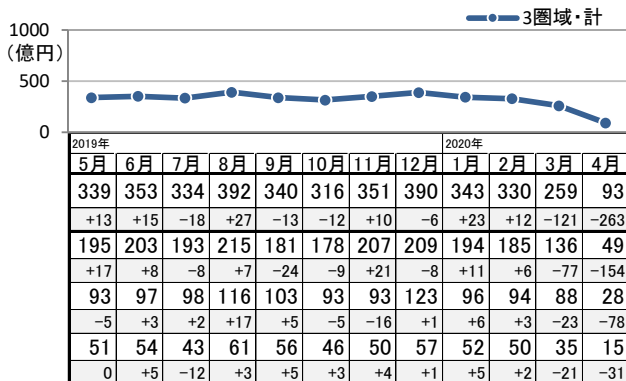 3圏域・計
1000
（億円）
500
0
2019年 2020年
5月 6月 7月 8月 9月 10月 11月 12月 1月 2月 3月 4月
339 353 334 392 340 316 351 390 343 330 259 93
+13 +15 −18 +27 −13 −12 +10 −6 +23 +12 −121 −263
195 203 193 215 181 178 207 209 194 185 136 49
+17 +8 −8 +7 −24 −9 +21 −8 +11 +6 −77 −154
93 97 98 116 103 93 93 123 96 94 88 28
−5 +3 +2 +17 +5 −5 −16 +1 +6 +3 −23 −78
51 54 43 61 56 46 50 57 52 50 35 15
0 +5 −12 +3 +5 +3 +4 +1 +5 +2 −21 −31